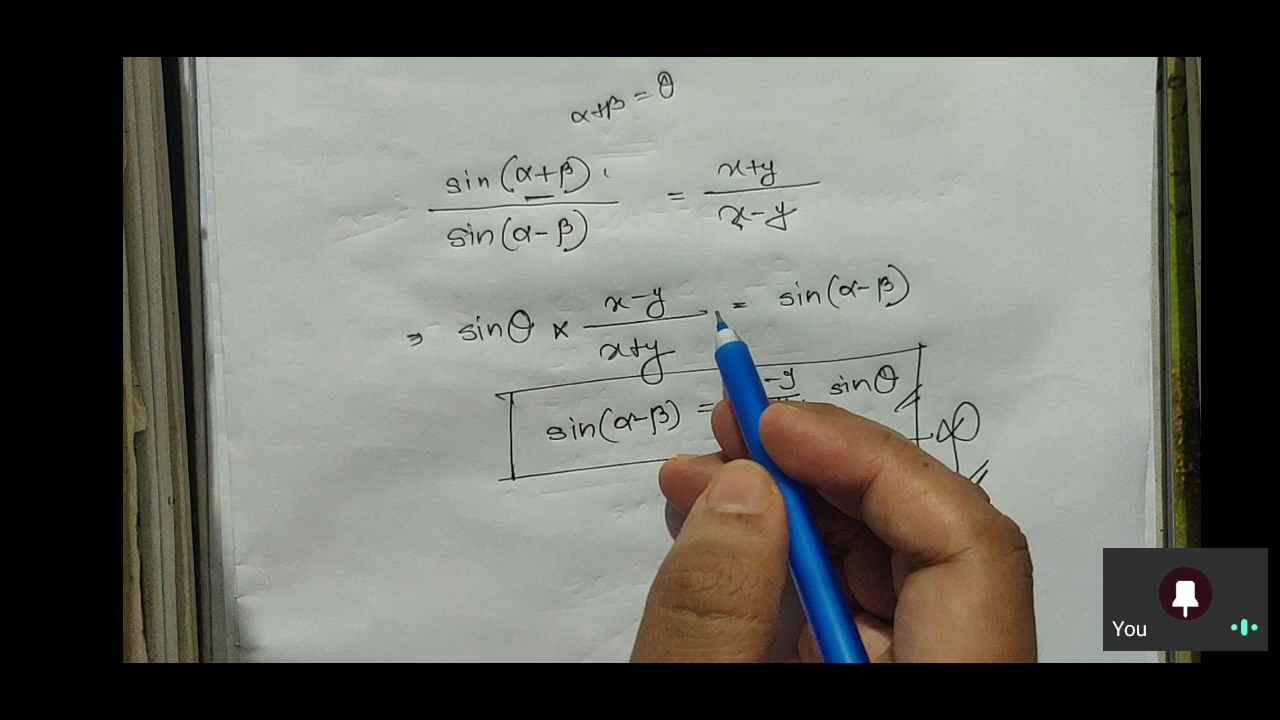 α+β = θ
sin(α+β) / sin(α-β) = x+y / x-y
⇒ sinθ × x-y / x+y = sin(α-β)
sin(α-β) = -y sinθ
You